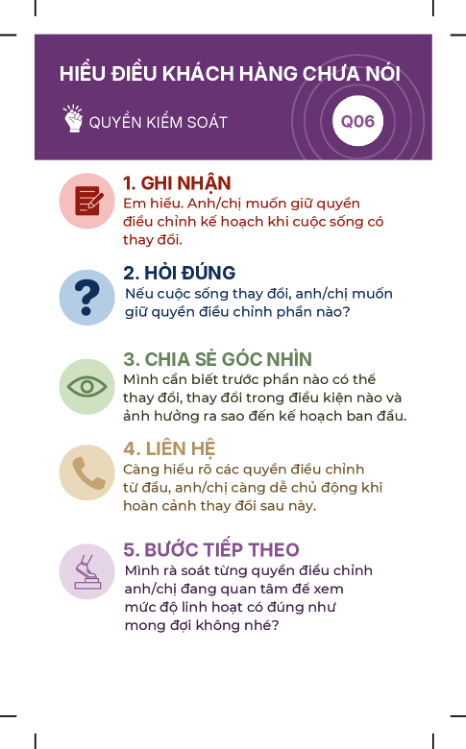 HIỂU ĐIỀU KHÁCH HÀNG CHƯA NÓI
QUYỀN KIỂM SOÁT
Q06
1. GHI NHẬN
Em hiểu. Anh/chị muốn giữ quyền
điều chỉnh kế hoạch khi cuộc sống có
thay đổi.
2. HỎI ĐÚNG
Nếu cuộc sống thay đổi, anh/chị muốn
giữ quyền điều chỉnh phần nào?
3. CHIA SẺ GÓC NHÌN
Mình cần biết trước phần nào có thể
thay đổi, thay đổi trong điều kiện nào và
ảnh hưởng ra sao đến kế hoạch ban đầu.
4. LIÊN HỆ
Càng hiểu rõ các quyền điều chỉnh
từ đầu, anh/chị càng dễ chủ động khi
hoàn cảnh thay đổi sau này.
5. BƯỚC TIẾP THEO
Mình rà soát từng quyền điều chỉnh
anh/chị đang quan tâm để xem
mức độ linh hoạt có đúng như
mong đợi không nhé?